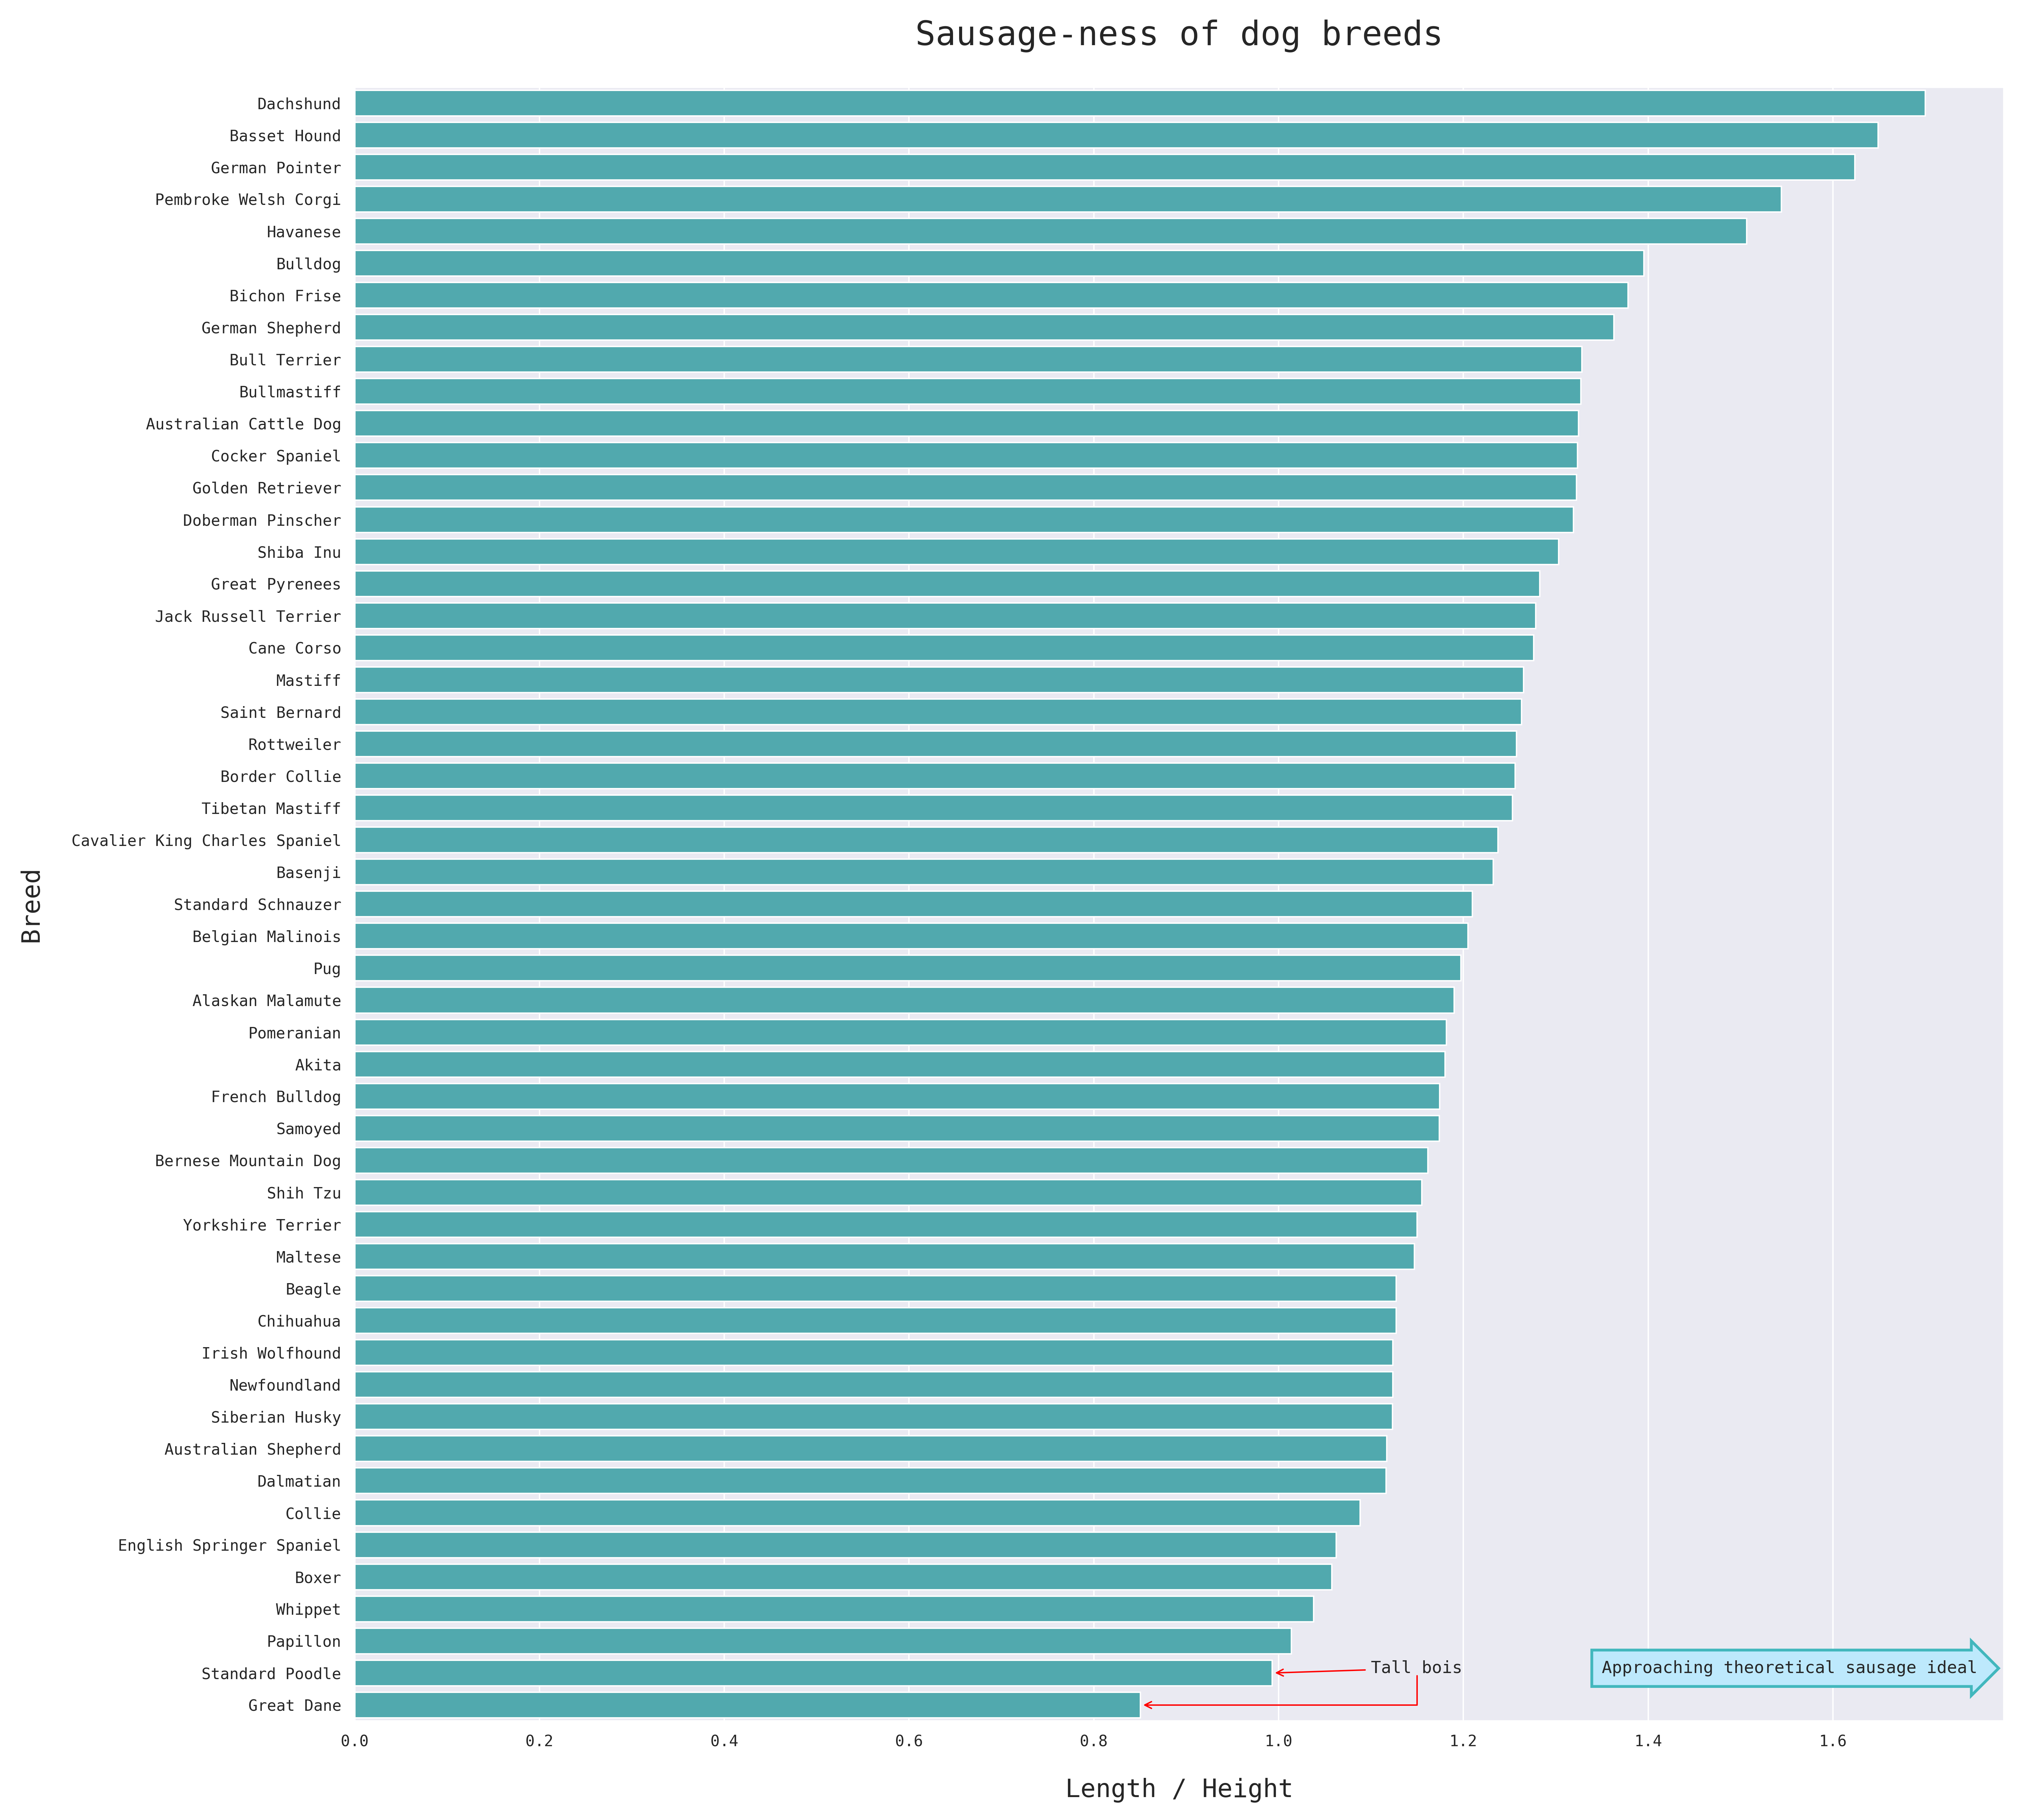 Sausage-ness of dog breeds
Dachshund
Basset Hound
German Pointer
Pembroke Welsh Corgi
Havanese
Bulldog
Bichon Frise
German Shepherd
Bull Terrier
Bullmastiff
Australian Cattle Dog
Cocker Spaniel
Golden Retriever
Doberman Pinscher
Shiba Inu
Great Pyrenees
Jack Russell Terrier
Cane Corso
Mastiff
Saint Bernard
Rottweiler
Border Collie
Tibetan Mastiff
Cavalier King Charles Spaniel
Basenji
Standard Schnauzer
Belgian Malinois
Pug
Alaskan Malamute
Pomeranian
Akita
French Bulldog
Samoyed
Bernese Mountain Dog
Shih Tzu
Yorkshire Terrier
Maltese
Beagle
Chihuahua
Irish Wolfhound
Newfoundland
Siberian Husky
Australian Shepherd
Dalmatian
Collie
English Springer Spaniel
Boxer
Whippet
Papillon
Standard Poodle
Great Dane
Breed
Tall bois
Approaching theoretical sausage ideal
0.0 0.2 0.4 0.6 0.8 1.0 1.2 1.4 1.6
Length / Height